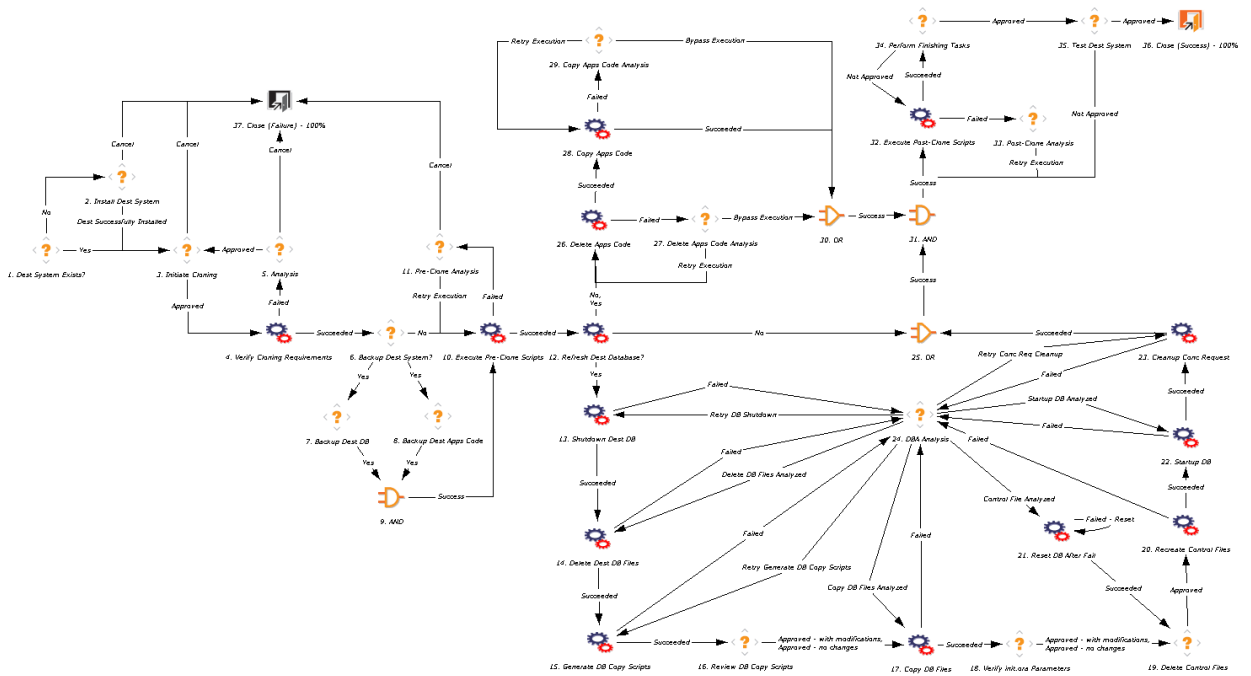 34. Perform Finishing Tasks
Approved
35. Test Dest System
Approved
36. Close (Success) - 100%
Retry Execution
Bypass Execution
29. Copy Apps Code Analysis
Failed
Not Approved
Succeeded
Not Approved
37. Close (Failure) - 100%
28. Copy Apps Code
Succeeded
32. Execute Post-Clone Scripts
Failed
33. Post-Clone Analysis
Retry Execution
Cancel
Cancel
Cancel
Cancel
Succeeded
Success
2. Install Dest System
Dest Successfully Installed
No
Yes
1. Dest System Exists?
3. Initiate Cloning
Approved
5. Analysis
Failed
Approved
11. Pre-Clone Analysis
Retry Execution
Failed
26. Delete Apps Code
Failed
27. Delete Apps Code Analysis
Bypass Execution
Retry Execution
30. OR
Success
31. AND
Success
No,
Yes
4. Verify Cloning Requirements
Succeeded
6. Backup Dest System?
No
10. Execute Pre-Clone Scripts
Succeeded
12. Refresh Dest Database?
No
25. OR
Succeeded
23. Cleanup Conc Request
Retry Conc Req Cleanup
Failed
Yes
Yes
Yes
7. Backup Dest DB
8. Backup Dest Apps Code
Yes
Yes
9. AND
Success
13. Shutdown Dest DB
Failed
Retry DB Shutdown
24. DBA Analysis
Startup DB Analyzed
Failed
Succeeded
22. Startup DB
Failed
Succeeded
Failed
Delete DB Files Analyzed
Succeeded
14. Delete Dest DB Files
Failed
Control File Analyzed
Failed - Reset
21. Reset DB After Fail
20. Recreate Control Files
Failed
Retry Generate DB Copy Scripts
Copy DB Files Analyzed
Succeeded
Succeeded
Approved
15. Generate DB Copy Scripts
Succeeded
16. Review DB Copy Scripts
Approved - with modifications,
Approved - no changes
17. Copy DB Files
Succeeded
18. Verify init.ora Parameters
Approved - with modifications,
Approved - no changes
19. Delete Control Files